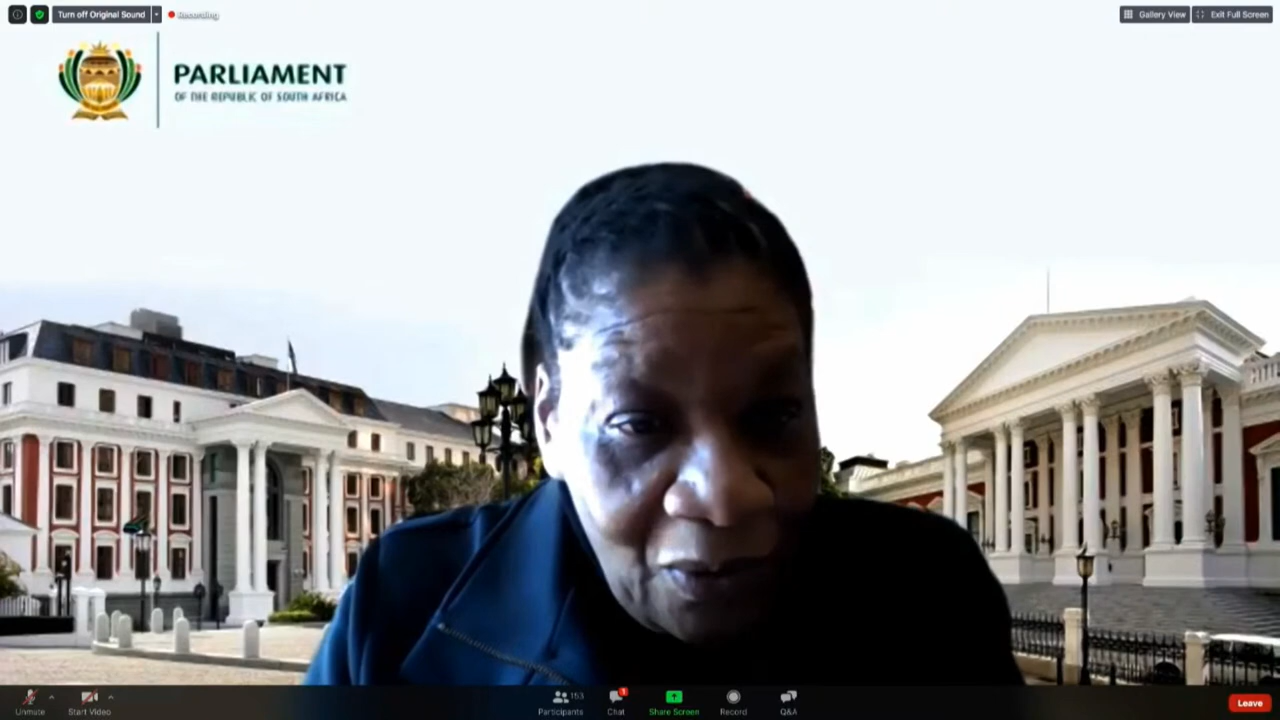 Turn off Original Sound
Recording
Gallery View
Exit Full Screen
PARLIAMENT
OF THE REPUBLIC OF SOUTH AFRICA
Unmute
Start Video
153
Participants
1
Chat
Share Screen
Record
Q&A
Leave